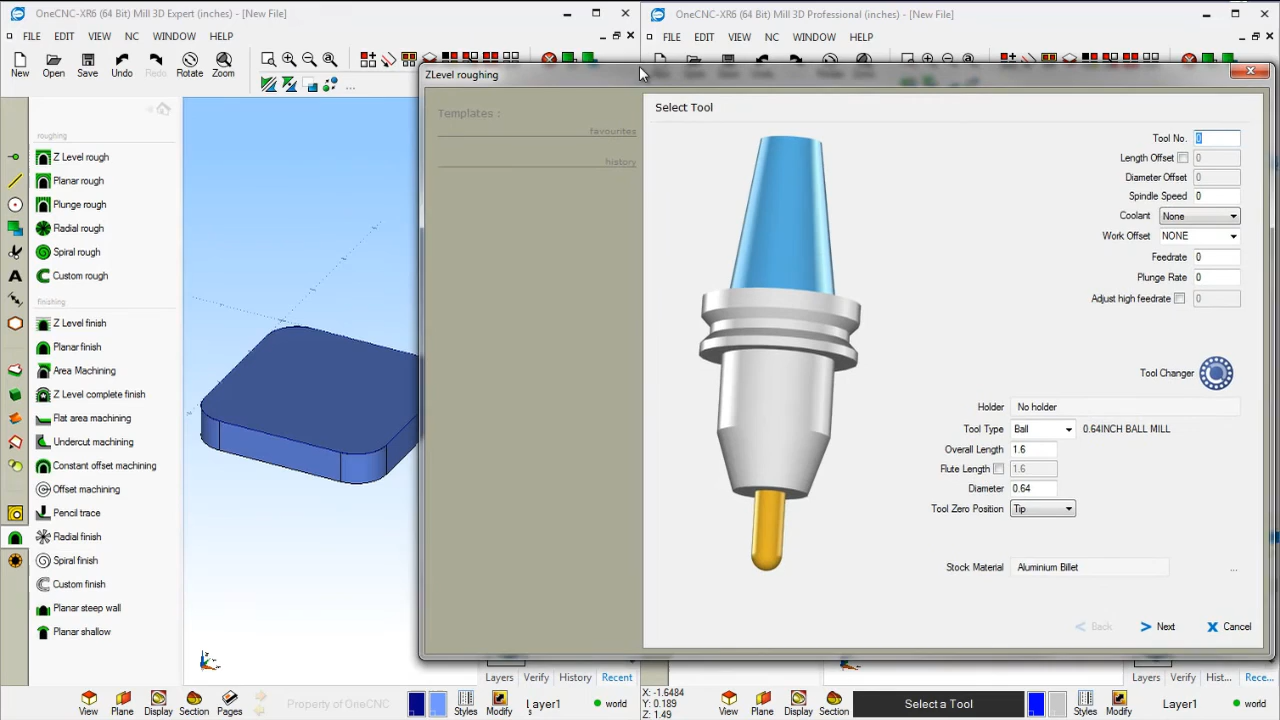 OneCNC-XR6 (64 Bit) Mill 3D Expert (inches) - [New File]
OneCNC-XR6 (64 Bit) Mill 3D Professional (inches) - [New File]
FILE EDIT VIEW NC WINDOW HELP
FILE EDIT VIEW NC WINDOW HELP
New Open Save Undo Redo Rotate Zoom
ZLevel roughing
roughing
Z Level rough
Planar rough
Plunge rough
Radial rough
Spiral rough
Custom rough
finishing
Z Level finish
Planar finish
Area Machining
Z Level complete finish
Flat area machining
Undercut machining
Constant offset machining
Offset machining
Pencil trace
Radial finish
Spiral finish
Custom finish
Planar steep wall
Planar shallow
Templates :
favourites
history
Select Tool
Tool No. 0
Length Offset 0
Diameter Offset 0
Spindle Speed 0
Coolant None
Work Offset NONE
Feedrate 0
Plunge Rate 0
Adjust high feedrate 0
Tool Changer
Holder No holder
Tool Type Ball 0.64INCH BALL MILL
Overall Length 1.6
Flute Length 1.6
Diameter 0.64
Tool Zero Position Tip
Stock Material Aluminium Billet ...
< Back > Next X Cancel
Layers Verify History Recent
Layers Verify Hist... Rece...
View Plane Display Section Pages
Property of OneCNC
Styles Modify
Layer1
world
X: -1.6484
Y: 0.189
Z: 1.49
View Plane Display Section
Select a Tool
Styles Modify
Layer1
world